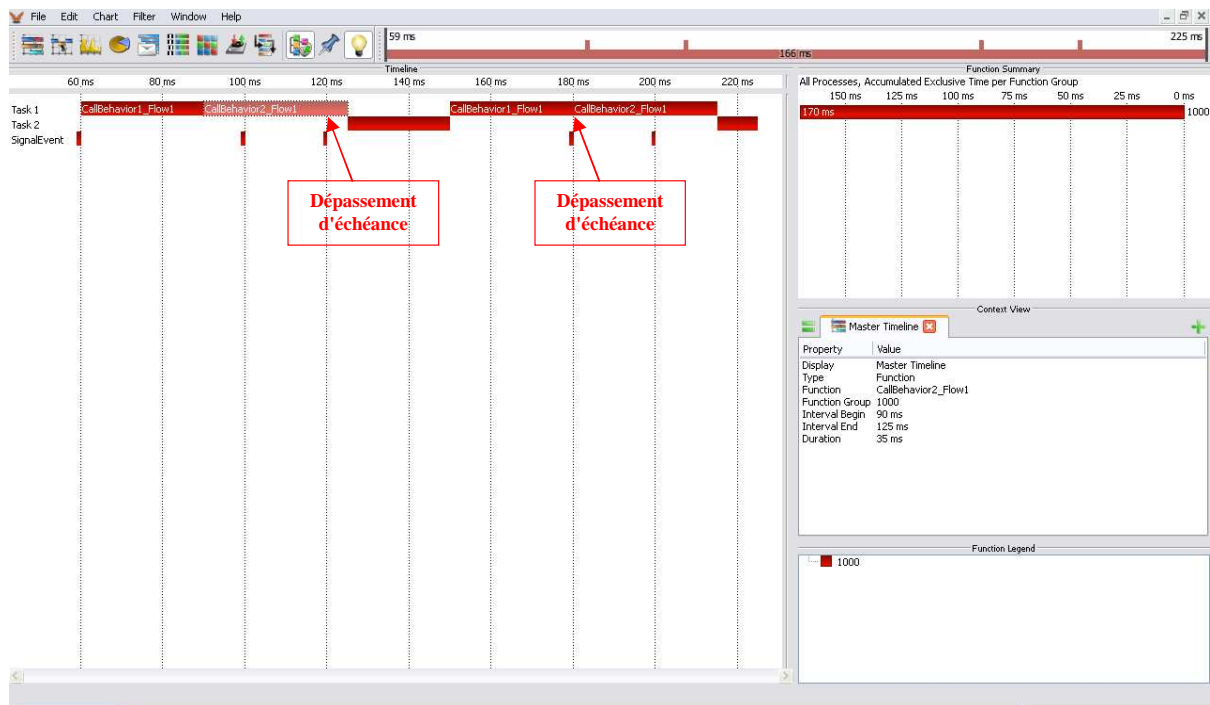 File Edit Chart Filter Window Help
59 ms 225 ms
166 ms
Timeline
60 ms 80 ms 100 ms 120 ms 140 ms 160 ms 180 ms 200 ms 220 ms
Task 1 CallBehavior1_Flow1 CallBehavior2_Flow1 CallBehavior1_Flow1 CallBehavior2_Flow1
Task 2
SignalEvent
Dépassement
d'échéance
Dépassement
d'échéance
Function Summary
All Processes, Accumulated Exclusive Time per Function Group
150 ms 125 ms 100 ms 75 ms 50 ms 25 ms 0 ms
170 ms 1000
Context View
Master Timeline
Property Value
Display Master Timeline
Type Function
Function CallBehavior2_Flow1
Function Group 1000
Interval Begin 90 ms
Interval End 125 ms
Duration 35 ms
Function Legend
1000